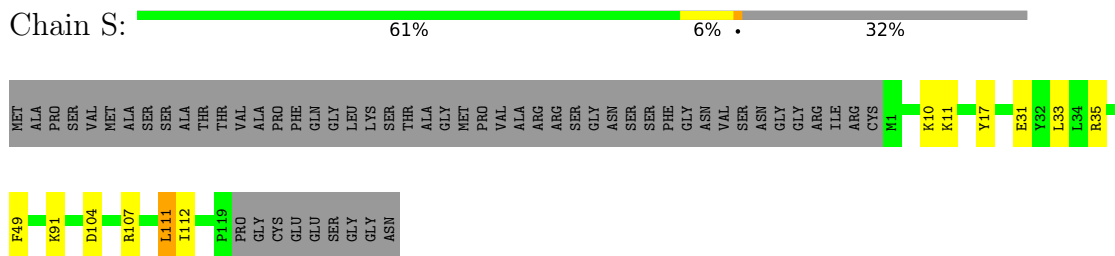 Chain S:
61% 6% • 32%
MET ALA PRO SER VAL MET ALA SER SER ALA THR THR VAL ALA PRO PHE GLN GLY LEU LYS SER THR ALA GLY MET PRO VAL ALA ARG ARG SER GLY ASN SER SER PHE GLY ASN VAL SER ASN GLY GLY ARG ILE ARG CYS M1 K10 K11 Y17 E31 Y32 L33 L34 R35
F49 K91 D104 R107 L111 I112 P119 PRO GLY CYS GLU GLU SER GLY GLY ASN